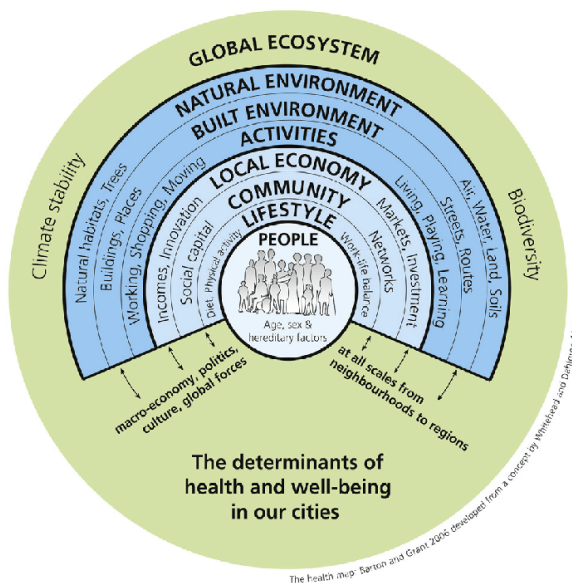 GLOBAL ECOSYSTEM
NATURAL ENVIRONMENT
BUILT ENVIRONMENT
ACTIVITIES
LOCAL ECONOMY
COMMUNITY
LIFESTYLE
PEOPLE
Age, sex &
hereditary factors
Climate stability
Natural habitats, Trees
Buildings, Places
Working, Shopping, Moving
Incomes, Innovation
Social capital
Diet, Physical activity
Work-life balance
Networks
Markets, Investment
Living, Playing, Learning
Streets, Routes
Air, Water, Land, Soils
Biodiversity
macro-economy, politics,
culture, global forces
at all scales from
neighbourhoods to regions
The determinants of
health and well-being
in our cities
The health map: Barton and Grant 2006 developed from a concept by Whitehead and